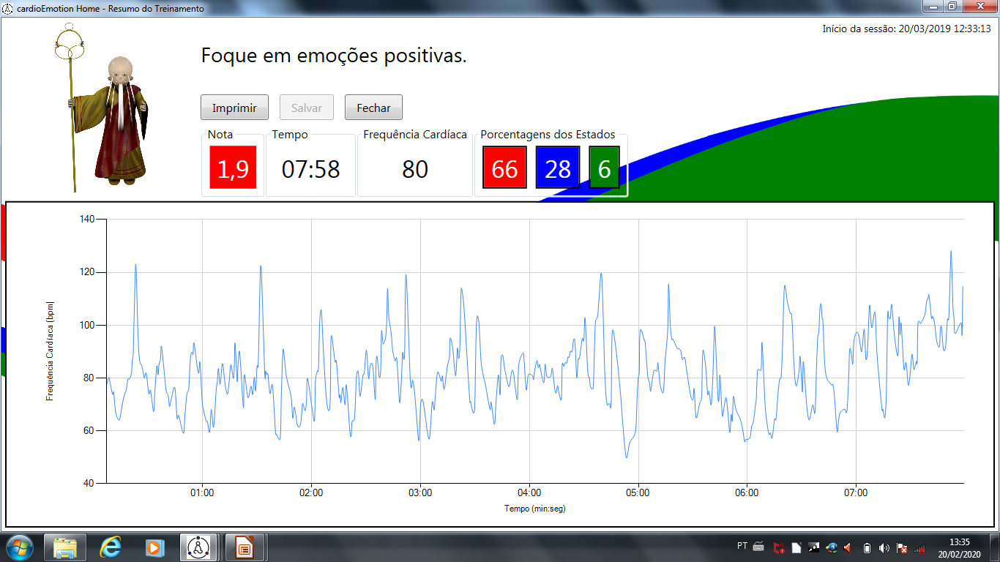 cardioEmotion Home - Resumo do Treinamento
Início da sessão: 20/03/2019 12:33:13
Foque em emoções positivas.
Imprimir Salvar Fechar
Nota Tempo Frequência Cardíaca Porcentagens dos Estados
1,9 07:58 80 66 28 6
Frequência Cardíaca (bpm)
140
120
100
80
60
40
01:00 02:00 03:00 04:00 05:00 06:00 07:00
Tempo (min:seg)
PT
13:35
20/02/2020